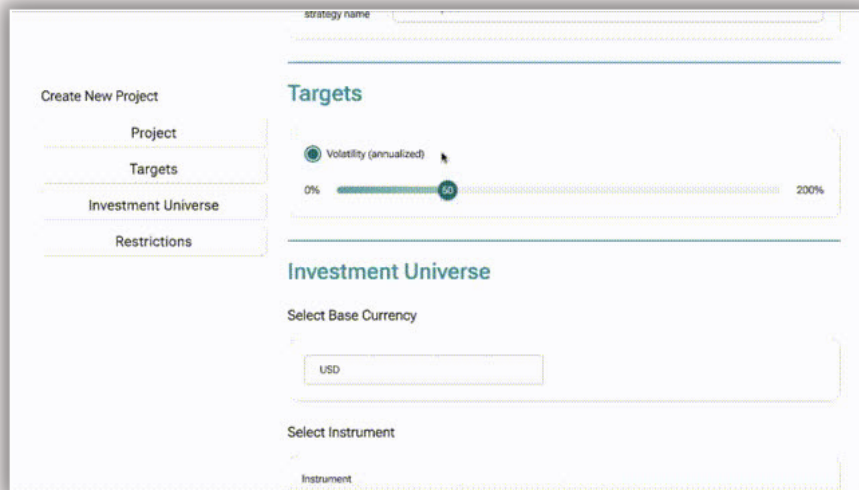 strategy name
Create New Project
Project
Targets
Investment Universe
Restrictions
Targets
Volatility (annualized)
0% 50 200%
Investment Universe
Select Base Currency
USD
Select Instrument
Instrument